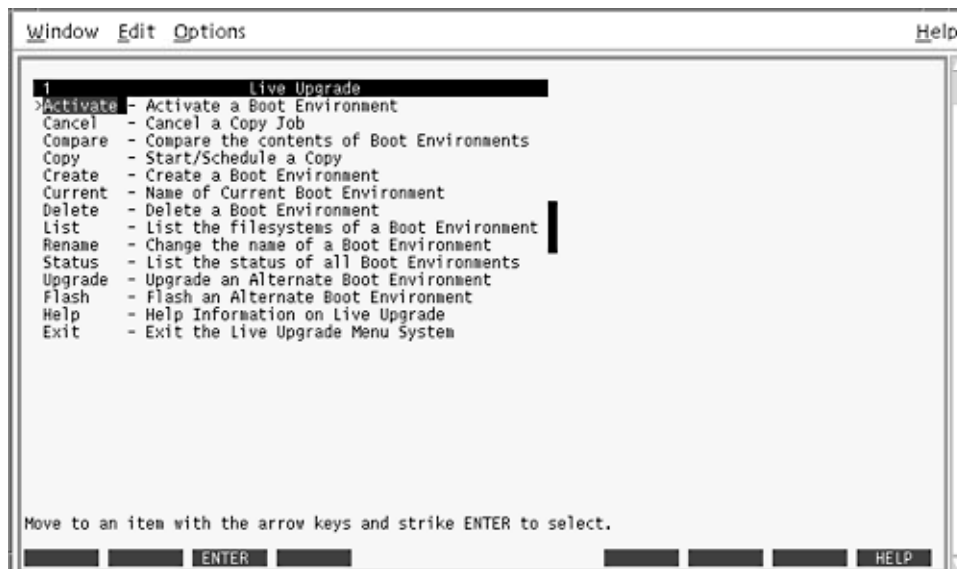 Window Edit Options Help
1 Live Upgrade
>Activate - Activate a Boot Environment
Cancel - Cancel a Copy Job
Compare - Compare the contents of Boot Environments
Copy - Start/Schedule a Copy
Create - Create a Boot Environment
Current - Name of Current Boot Environment
Delete - Delete a Boot Environment
List - List the filesystems of a Boot Environment
Rename - Change the name of a Boot Environment
Status - List the status of all Boot Environments
Upgrade - Upgrade an Alternate Boot Environment
Flash - Flash an Alternate Boot Environment
Help - Help Information on Live Upgrade
Exit - Exit the Live Upgrade Menu System
Move to an item with the arrow keys and strike ENTER to select.
ENTER HELP